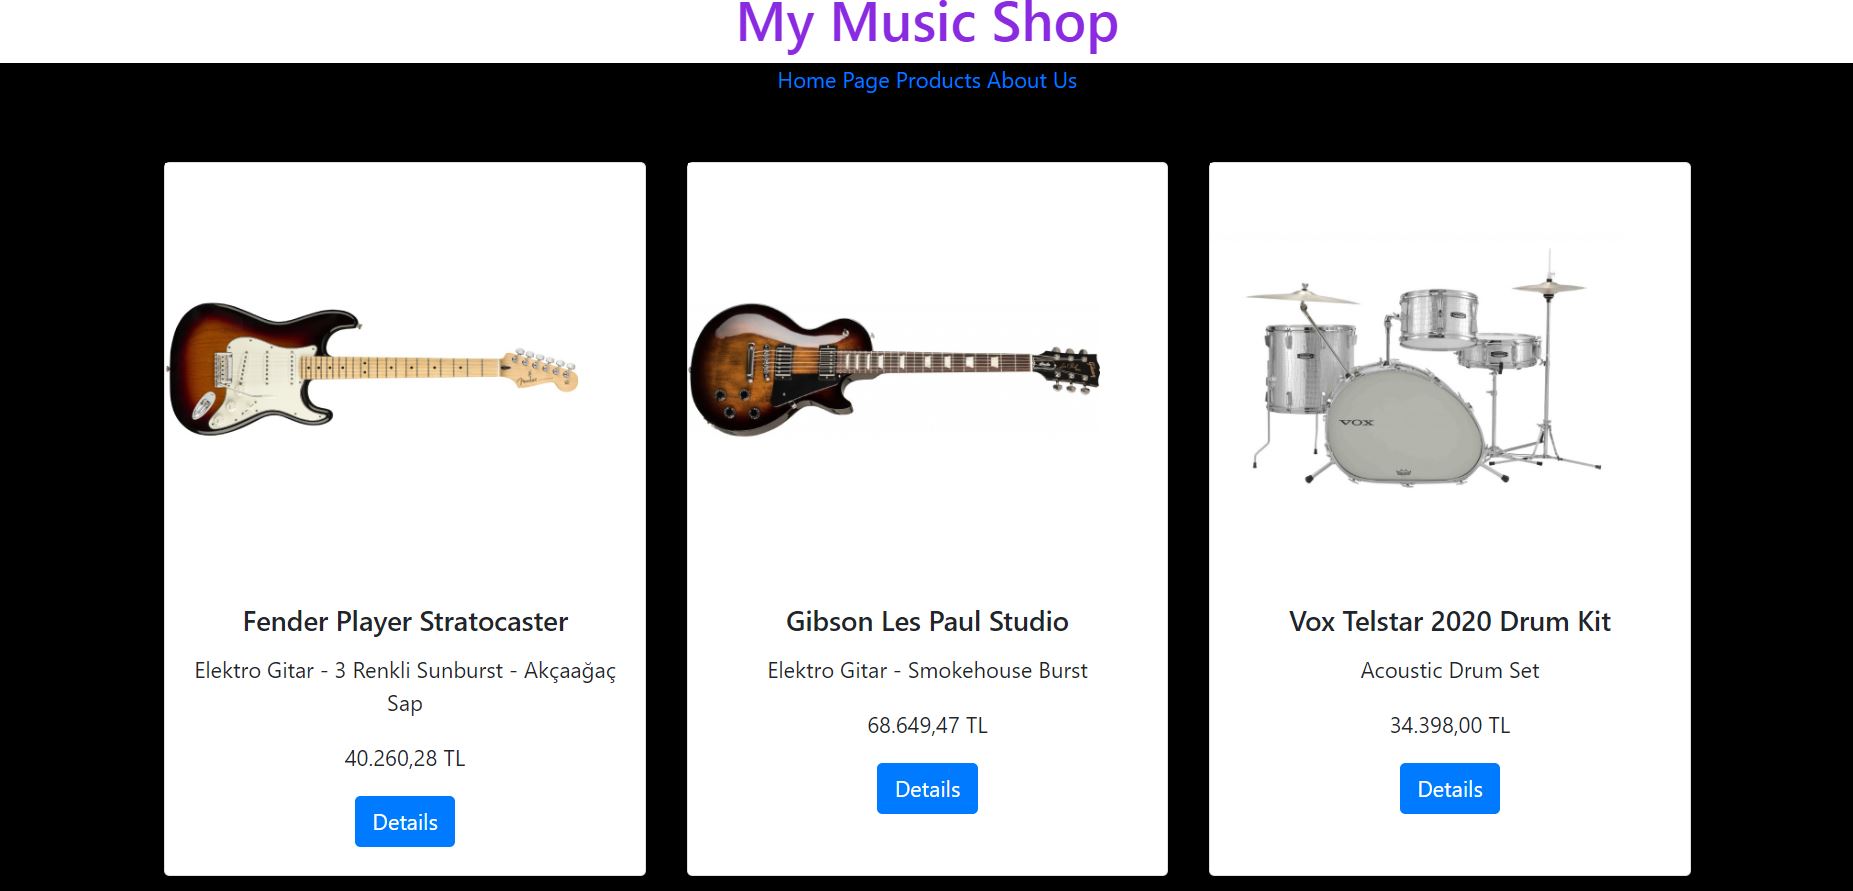 My Music Shop
Home Page Products About Us
Fender
VOX
Fender Player Stratocaster
Elektro Gitar - 3 Renkli Sunburst - Akçaağaç
Sap
40.260,28 TL
Details
Gibson Les Paul Studio
Elektro Gitar - Smokehouse Burst
68.649,47 TL
Details
Vox Telstar 2020 Drum Kit
Acoustic Drum Set
34.398,00 TL
Details